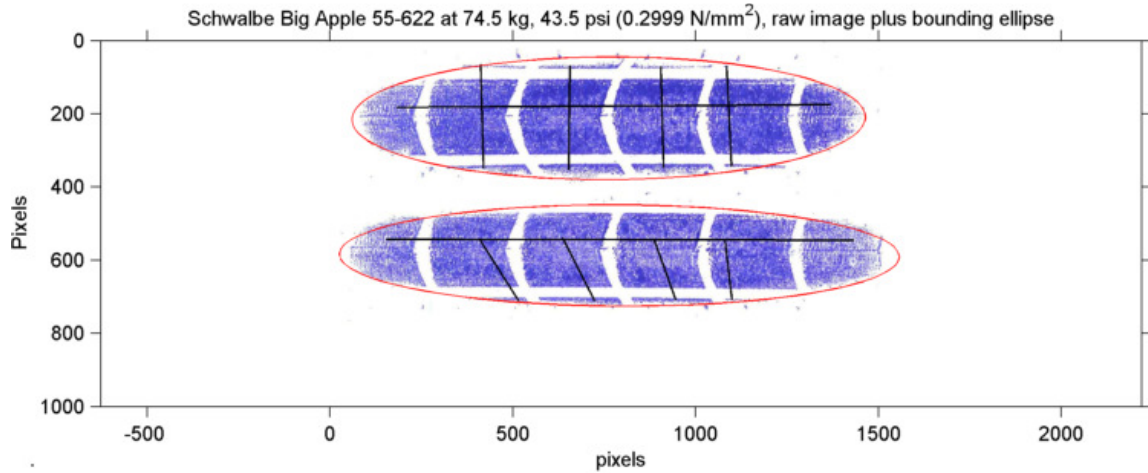 Schwalbe Big Apple 55-622 at 74.5 kg, 43.5 psi (0.2999 N/mm²), raw image plus bounding ellipse
0
200
400
600
800
1000
Pixels
-500 0 500 1000 1500 2000
pixels